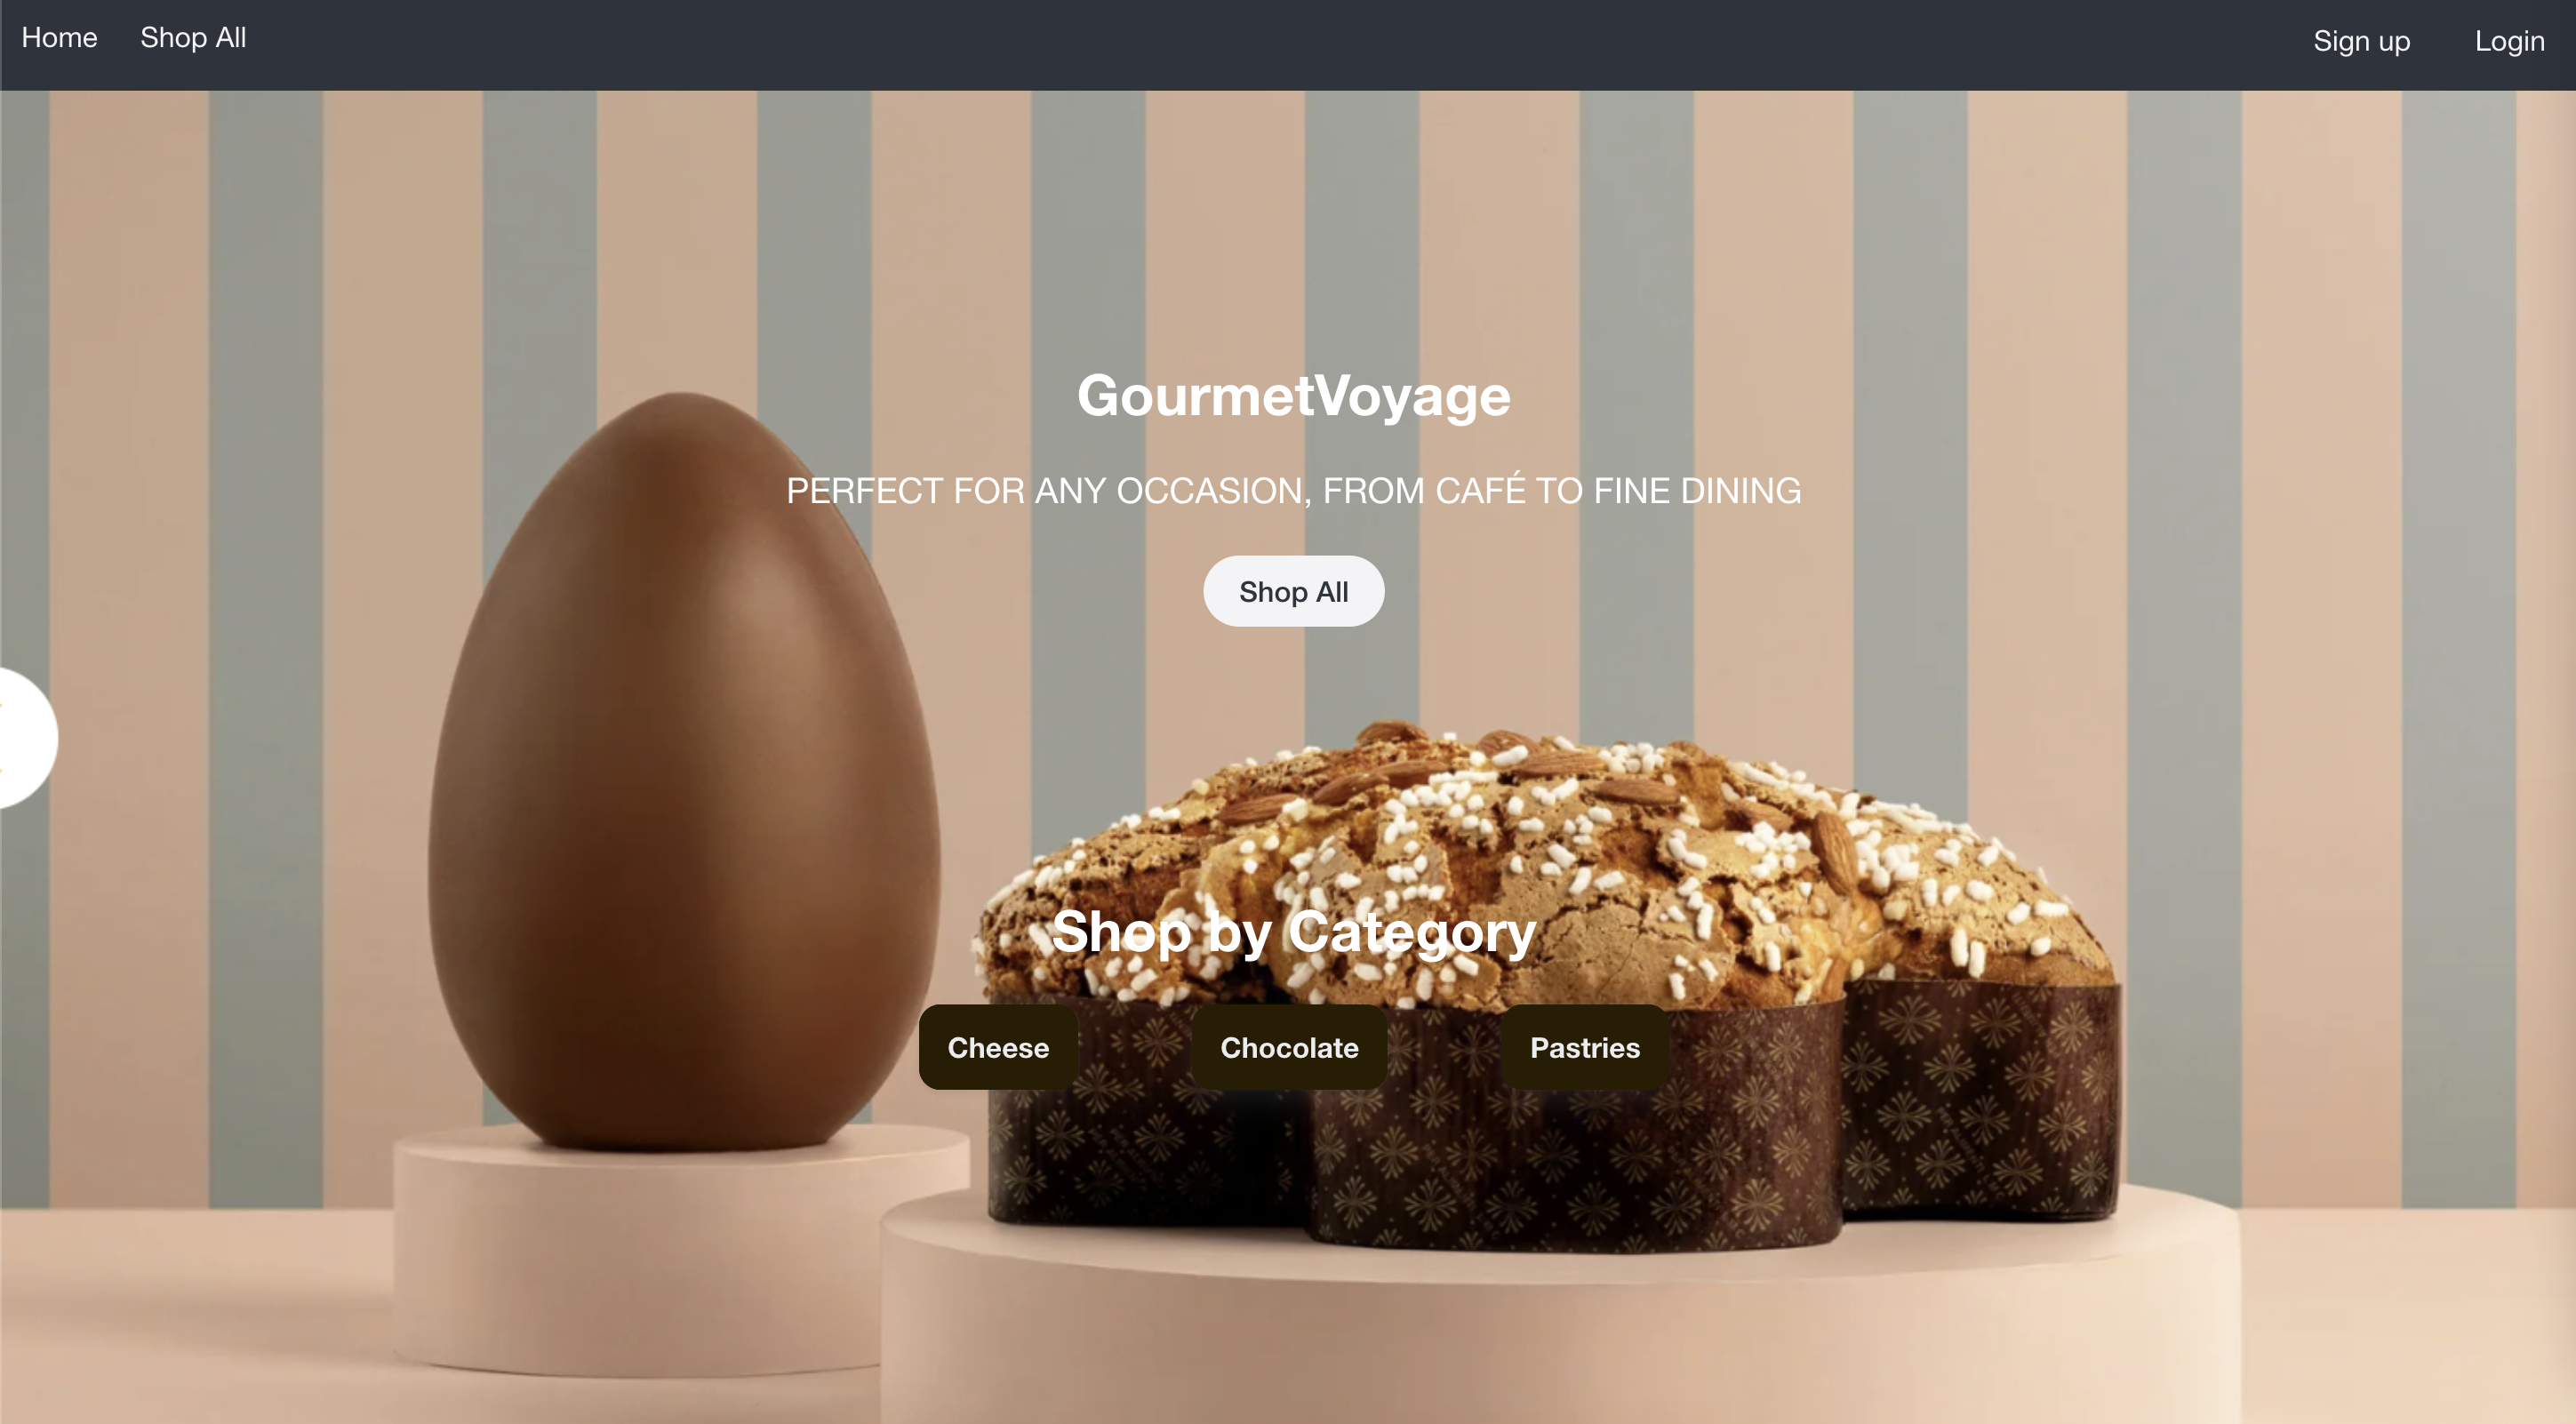 Home Shop All Sign up Login
GourmetVoyage
PERFECT FOR ANY OCCASION, FROM CAFÉ TO FINE DINING
Shop All
Shop by Category
Cheese Chocolate Pastries